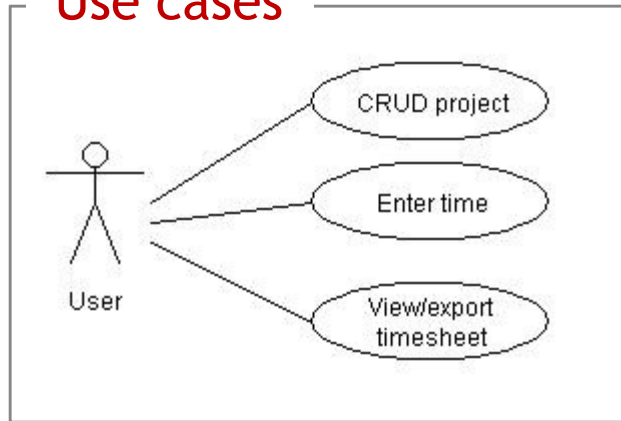 Use cases
CRUD project
Enter time
User
View/export
timesheet